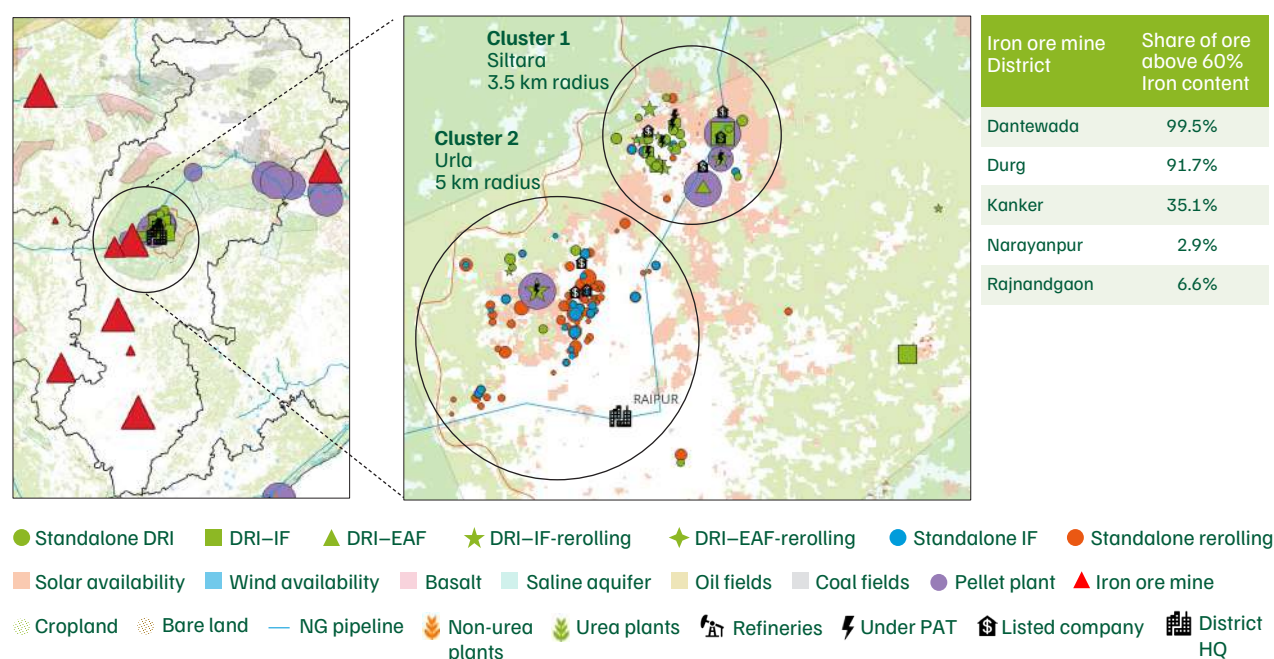 Cluster 1
Siltara
3.5 km radius
Cluster 2
Urla
5 km radius
RAIPUR
Iron ore mine District
Share of ore above 60% Iron content
Dantewada 99.5%
Durg 91.7%
Kanker 35.1%
Narayanpur 2.9%
Rajnandgaon 6.6%
Standalone DRI DRI–IF DRI–EAF DRI–IF-rerolling DRI–EAF-rerolling Standalone IF Standalone rerolling
Solar availability Wind availability Basalt Saline aquifer Oil fields Coal fields Pellet plant Iron ore mine
Cropland Bare land NG pipeline Non-urea plants Urea plants Refineries Under PAT Listed company District HQ